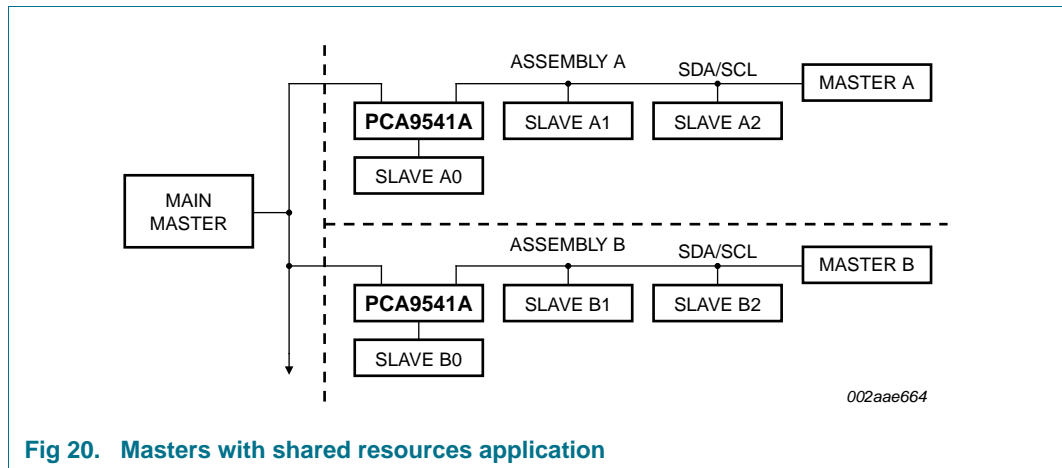 ASSEMBLY A
SDA/SCL
MASTER A
PCA9541A
SLAVE A1
SLAVE A2
SLAVE A0
MAIN
MASTER
ASSEMBLY B
SDA/SCL
MASTER B
PCA9541A
SLAVE B1
SLAVE B2
SLAVE B0
002aae664
Fig 20. Masters with shared resources application